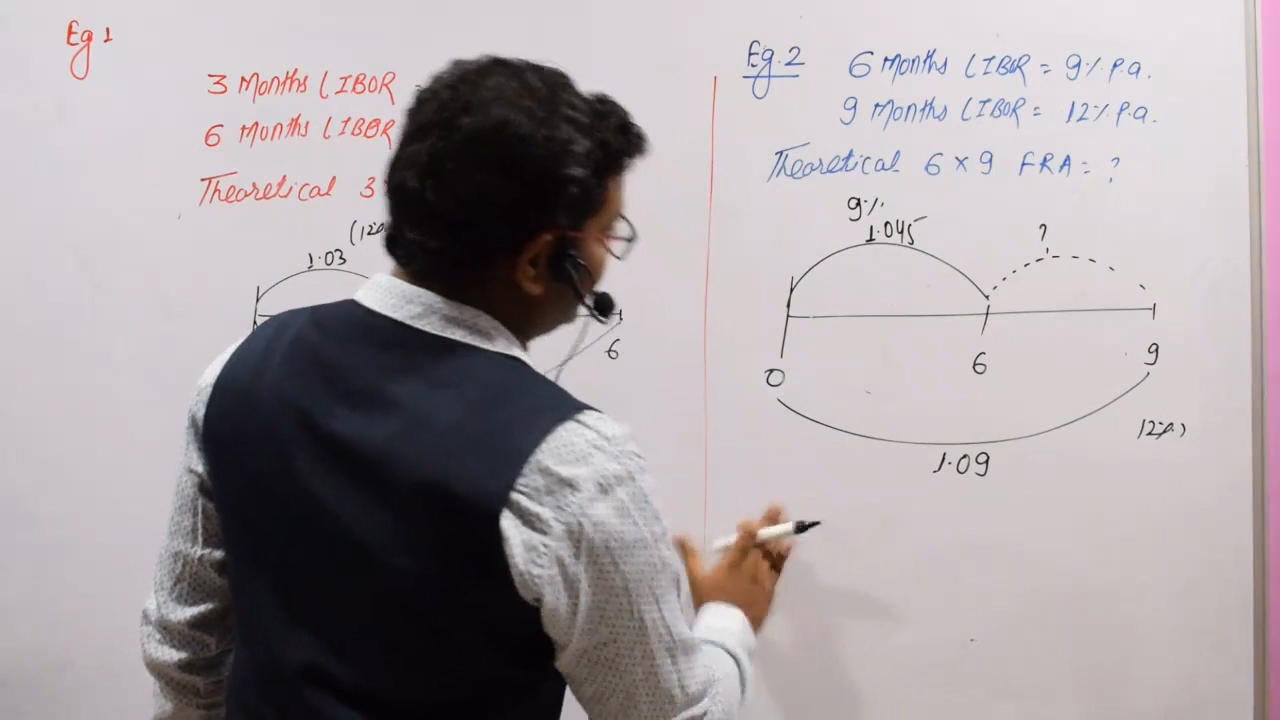 Eg 1
3 Months LIBOR =
6 Months LIBOR
Theoretical 3
(12%
1.03
6
Eg.2
6 Months LIBOR = 9% P.a.
9 Months LIBOR = 12% P.a.
Theoretical 6 x 9 FRA = ?
9%
1.045
?
0
6
9
12%
1.09